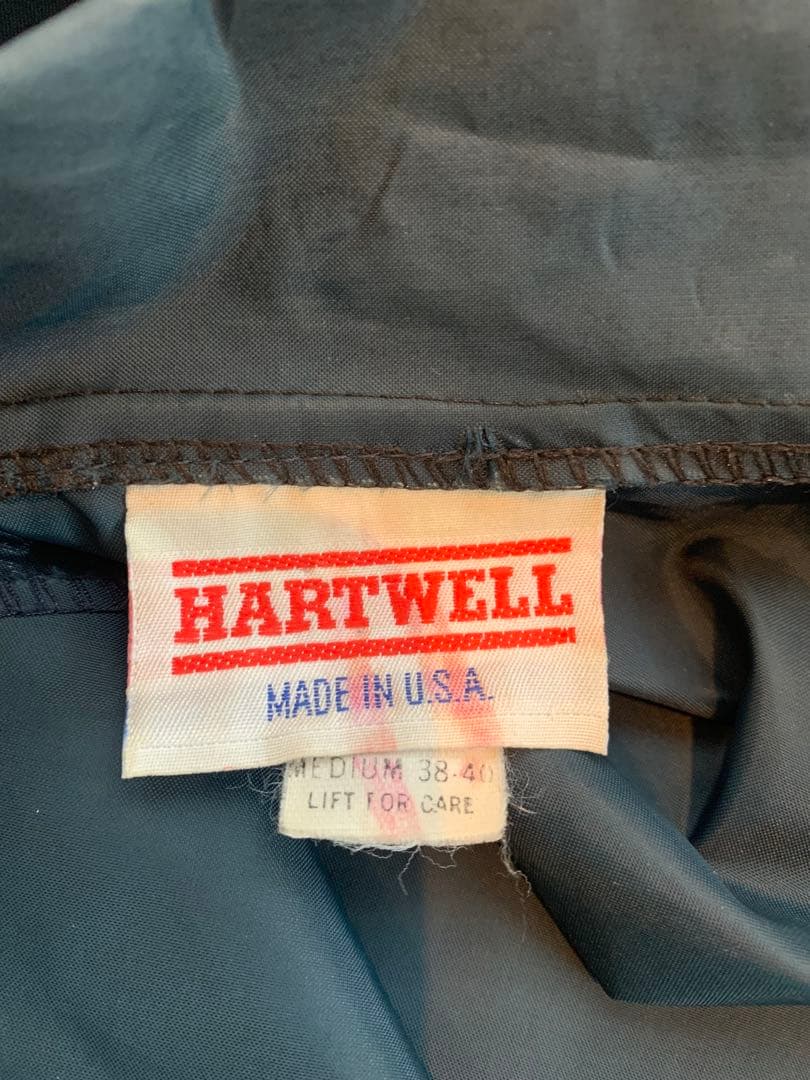 HARTWELL
MADE IN U.S.A.
MEDIUM 38-40
LIFT FOR CARE